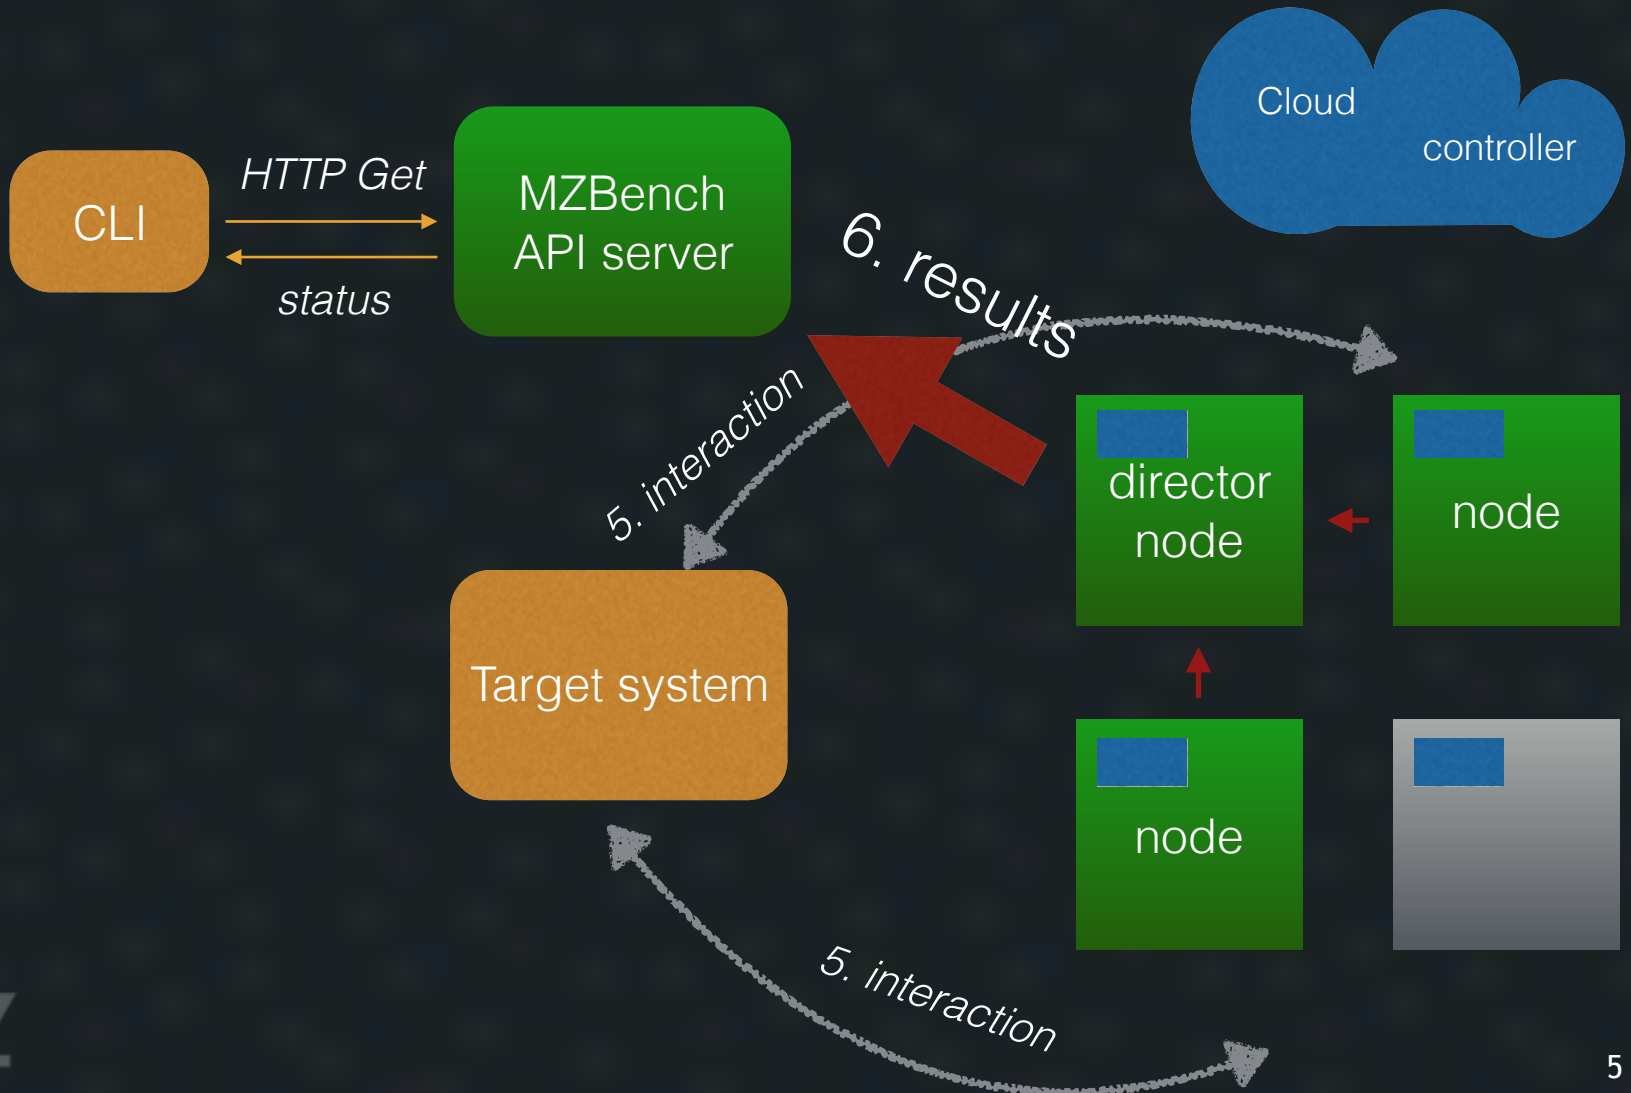 Cloud
controller
HTTP Get
CLI
status
MZBench
API server
6. results
5. interaction
director
node
node
Target system
node
5. interaction
5